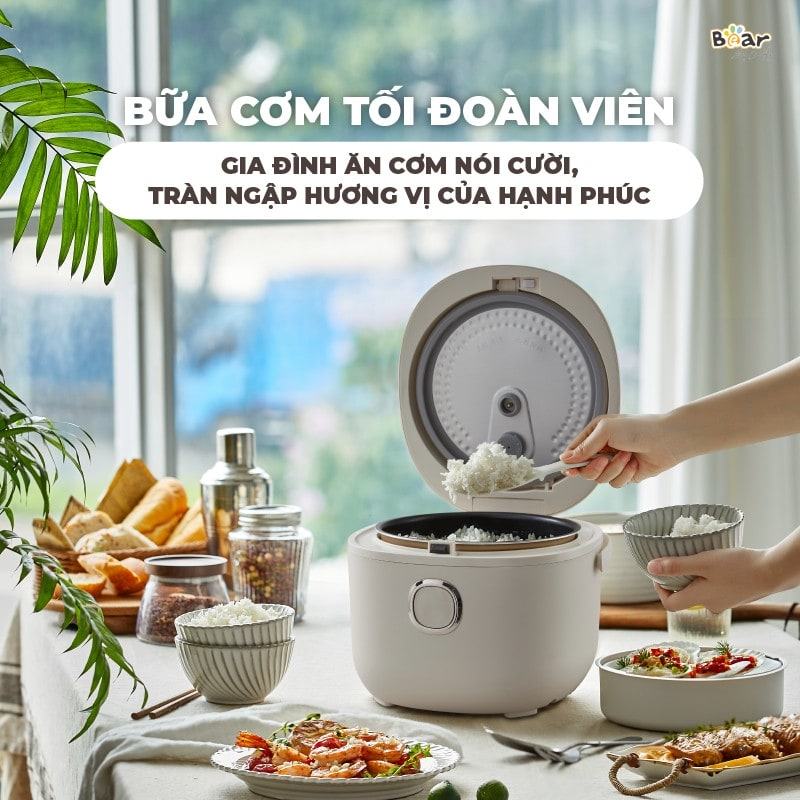 Bear
BỮA CƠM TỐI ĐOÀN VIÊN
GIA ĐÌNH ĂN CƠM NÓI CƯỜI,
TRÀN NGẬP HƯƠNG VỊ CỦA HẠNH PHÚC